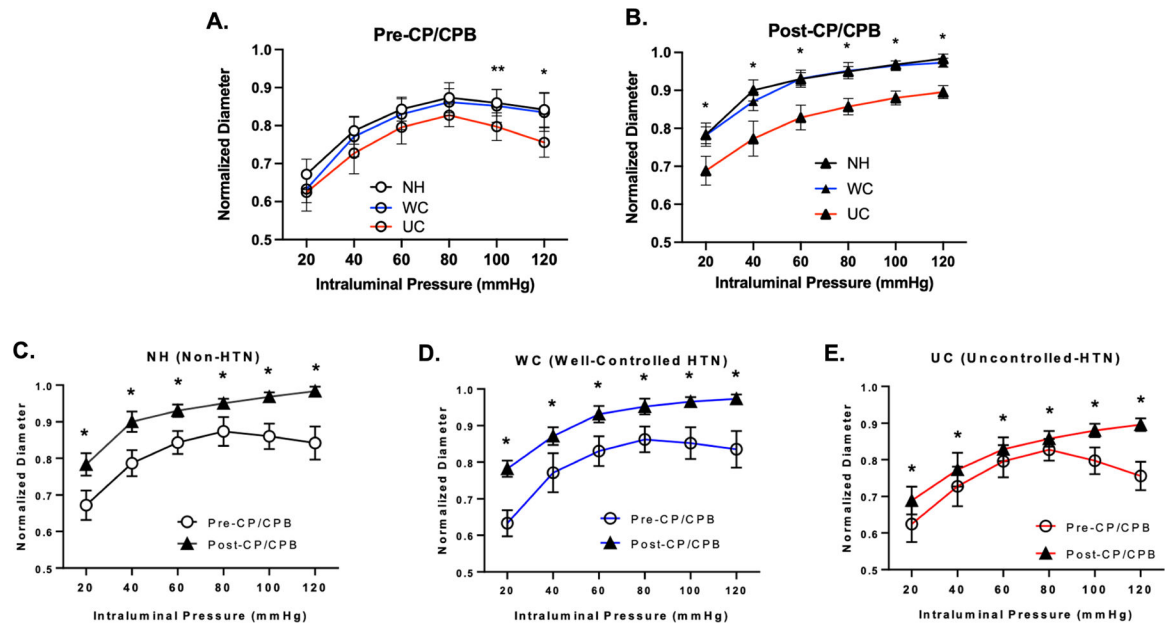 A.
Pre-CP/CPB
** *
Normalized Diameter
1.0
0.9
0.8
0.7
0.6
0.5
NH
WC
UC
20 40 60 80 100 120
Intraluminal Pressure (mmHg)
B.
Post-CP/CPB
* * * * * *
Normalized Diameter
1.0
0.9
0.8
0.7
0.6
0.5
NH
WC
UC
20 40 60 80 100 120
Intraluminal Pressure (mmHg)
C.
NH (Non-HTN)
* * * * * *
Normalized Diameter
1.0
0.9
0.8
0.7
0.6
0.5
Pre-CP/CPB
Post-CP/CPB
20 40 60 80 100 120
Intraluminal Pressure (mmHg)
D.
WC (Well-Controlled HTN)
* * * * * *
Normalized Diameter
1.0
0.9
0.8
0.7
0.6
0.5
Pre-CP/CPB
Post-CP/CPB
20 40 60 80 100 120
Intraluminal Pressure (mmHg)
E.
UC (Uncontrolled-HTN)
* * * * * *
Normalized Diameter
1.0
0.9
0.8
0.7
0.6
0.5
Pre-CP/CPB
Post-CP/CPB
20 40 60 80 100 120
Intraluminal Pressure (mmHg)